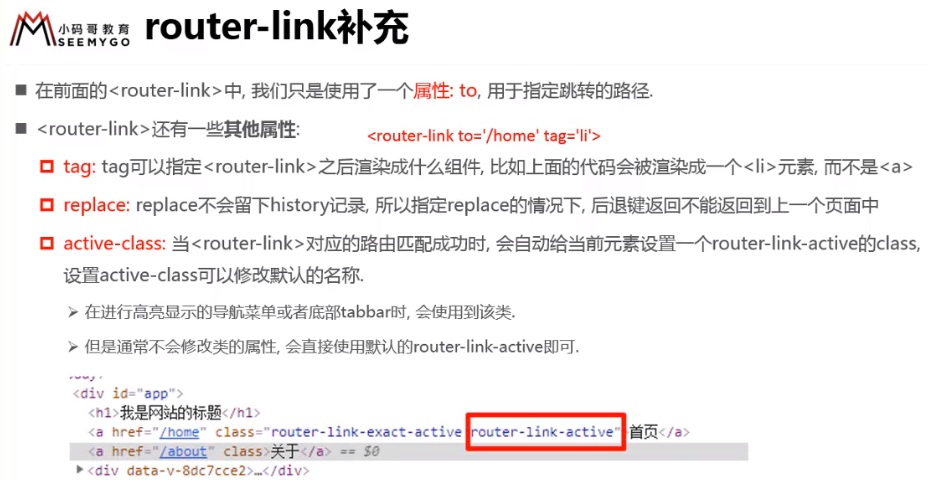 小码哥教育
SEEMYGO
router-link补充
在前面的<router-link>中, 我们只是使用了一个属性: to, 用于指定跳转的路径.
<router-link>还有一些其他属性:
<router-link to='/home' tag='li'>
tag: tag可以指定<router-link>之后渲染成什么组件, 比如上面的代码会被渲染成一个<li>元素, 而不是<a>
replace: replace不会留下history记录, 所以指定replace的情况下, 后退键返回不能返回到上一个页面中
active-class: 当<router-link>对应的路由匹配成功时, 会自动给当前元素设置一个router-link-active的class,
设置active-class可以修改默认的名称.
在进行高亮显示的导航菜单或者底部tabbar时, 会使用到该类.
但是通常不会修改类的属性, 会直接使用默认的router-link-active即可.
<div id="app">
<h1>我是网站的标题</h1>
<a href="/home" class="router-link-exact-active router-link-active">首页</a>
<a href="/about" class>关于</a> == $0
<div data-v-8dc7cce2>…</div>